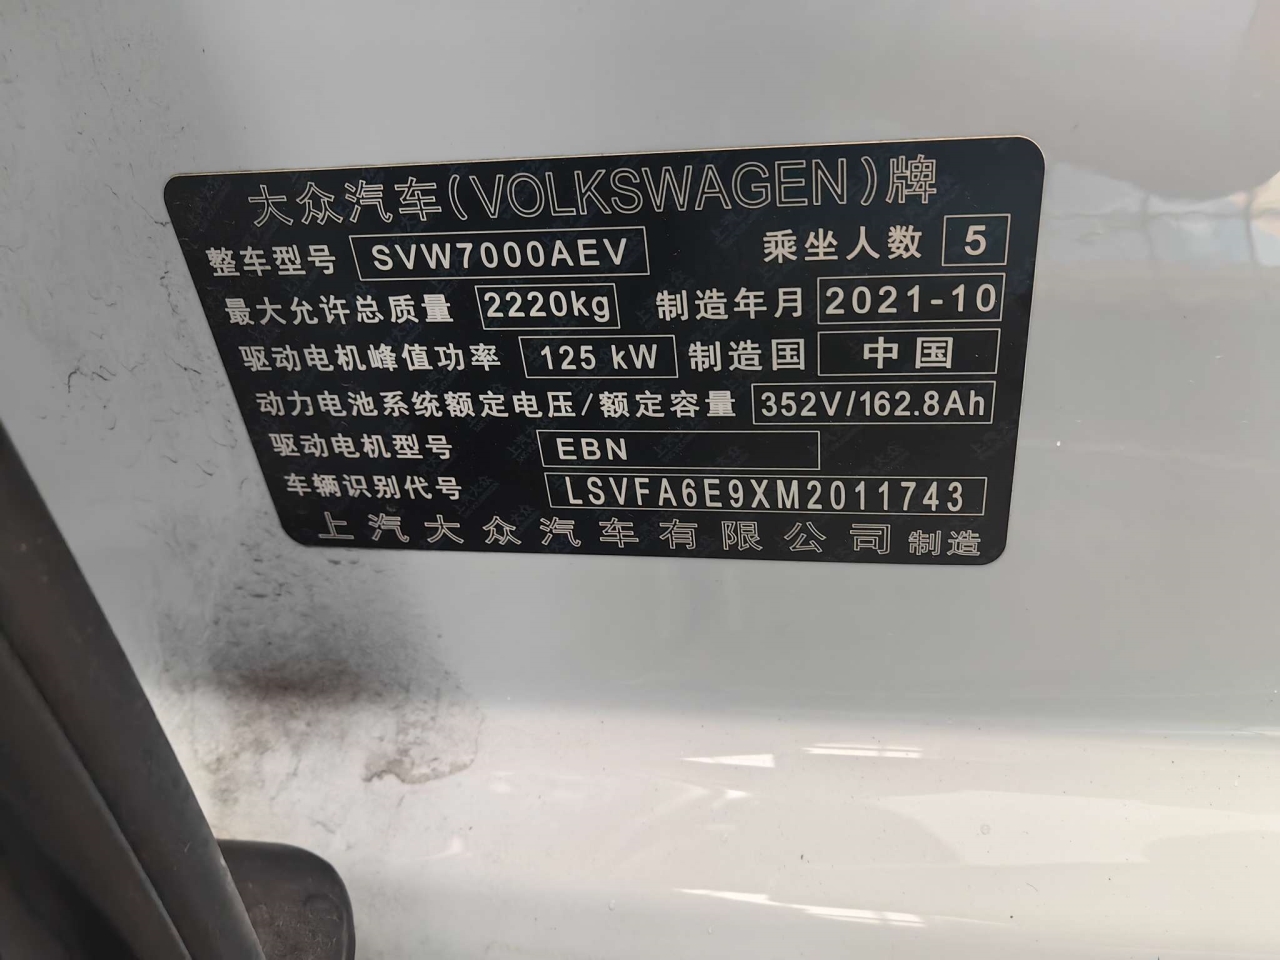 大众汽车(VOLKSWAGEN)牌
整车型号 SVW7000AEV 乘坐人数 5
最大允许总质量 2220kg 制造年月 2021-10
驱动电机峰值功率 125 kW 制造国 中国
动力电池系统额定电压/额定容量 352V/162.8Ah
驱动电机型号 EBN
车辆识别代号 LSVFA6E9XM2011743
上汽大众汽车有限公司 制造